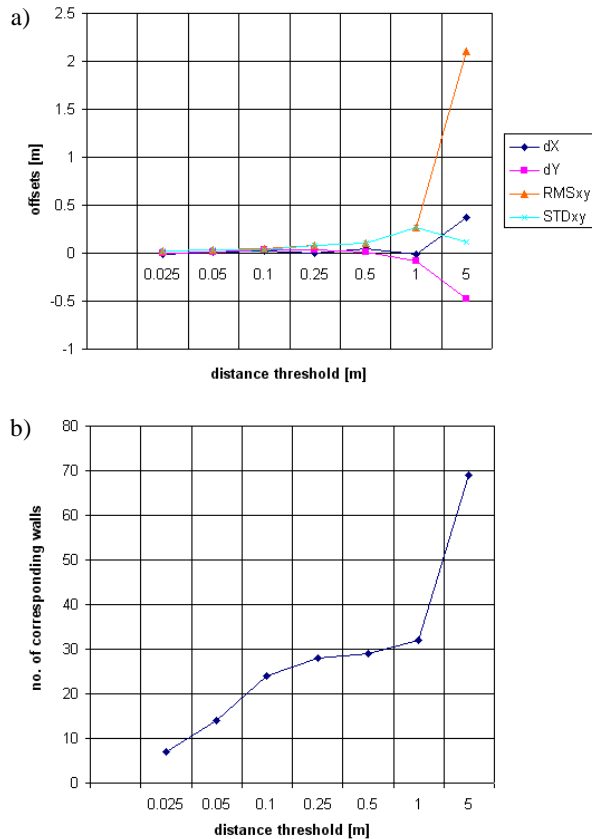 a)
2.5
2
1.5
1
0.5
0
-0.5
-1
offsets [m]
0.025 0.05 0.1 0.25 0.5 1 5
distance threshold [m]
dX
dY
RMSxy
STDxy
b)
80
70
60
50
40
30
20
10
0
no. of corresponding walls
0.025 0.05 0.1 0.25 0.5 1 5
distance threshold [m]